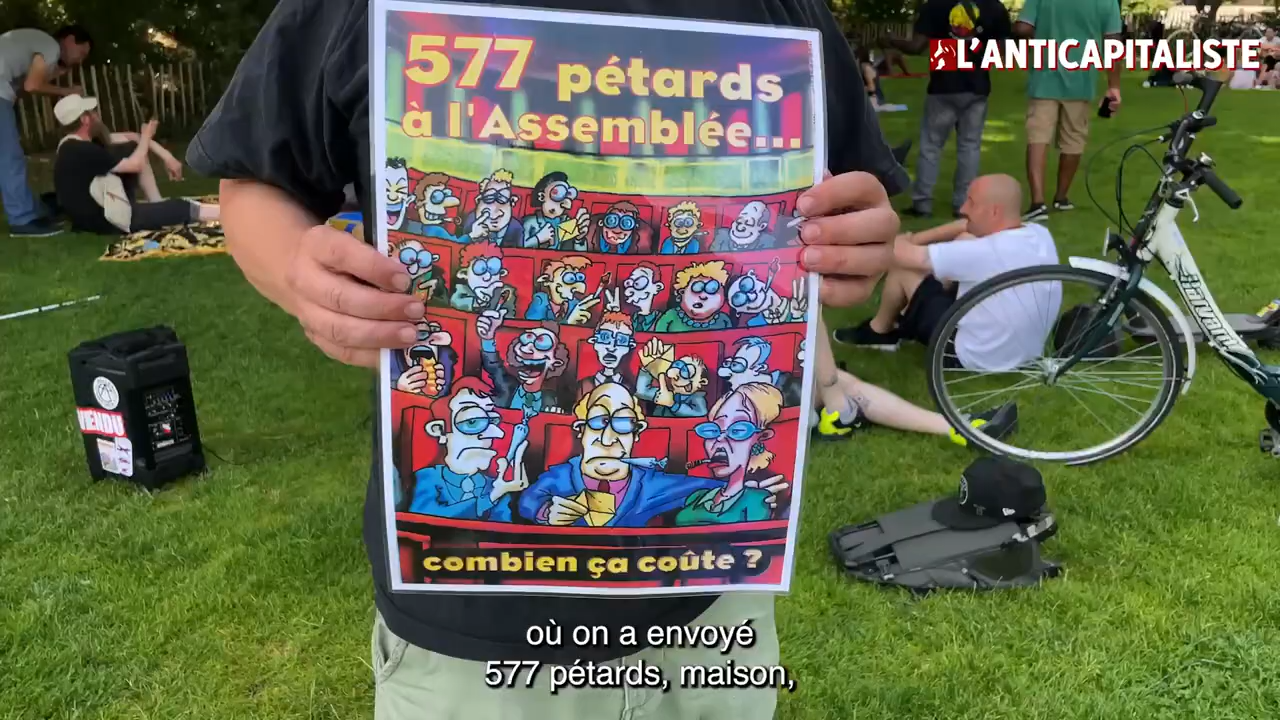 L'ANTICAPITALISTE
577 pétards
à l'Assemblée...
VENDU
combien ça coûte ?
où on a envoyé
577 pétards, maison,